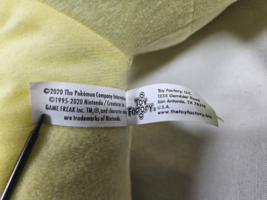 ©2020 The Pokémon Company International
©1995-2020 Nintendo / Creatures Inc. /
GAME FREAK inc. TM, ®, and character names
are trademarks of Nintendo.
Toy
Factory
Toy Factory, LLC
San Antonio, TX
U.S.A.
www.thetoyfactory.biz